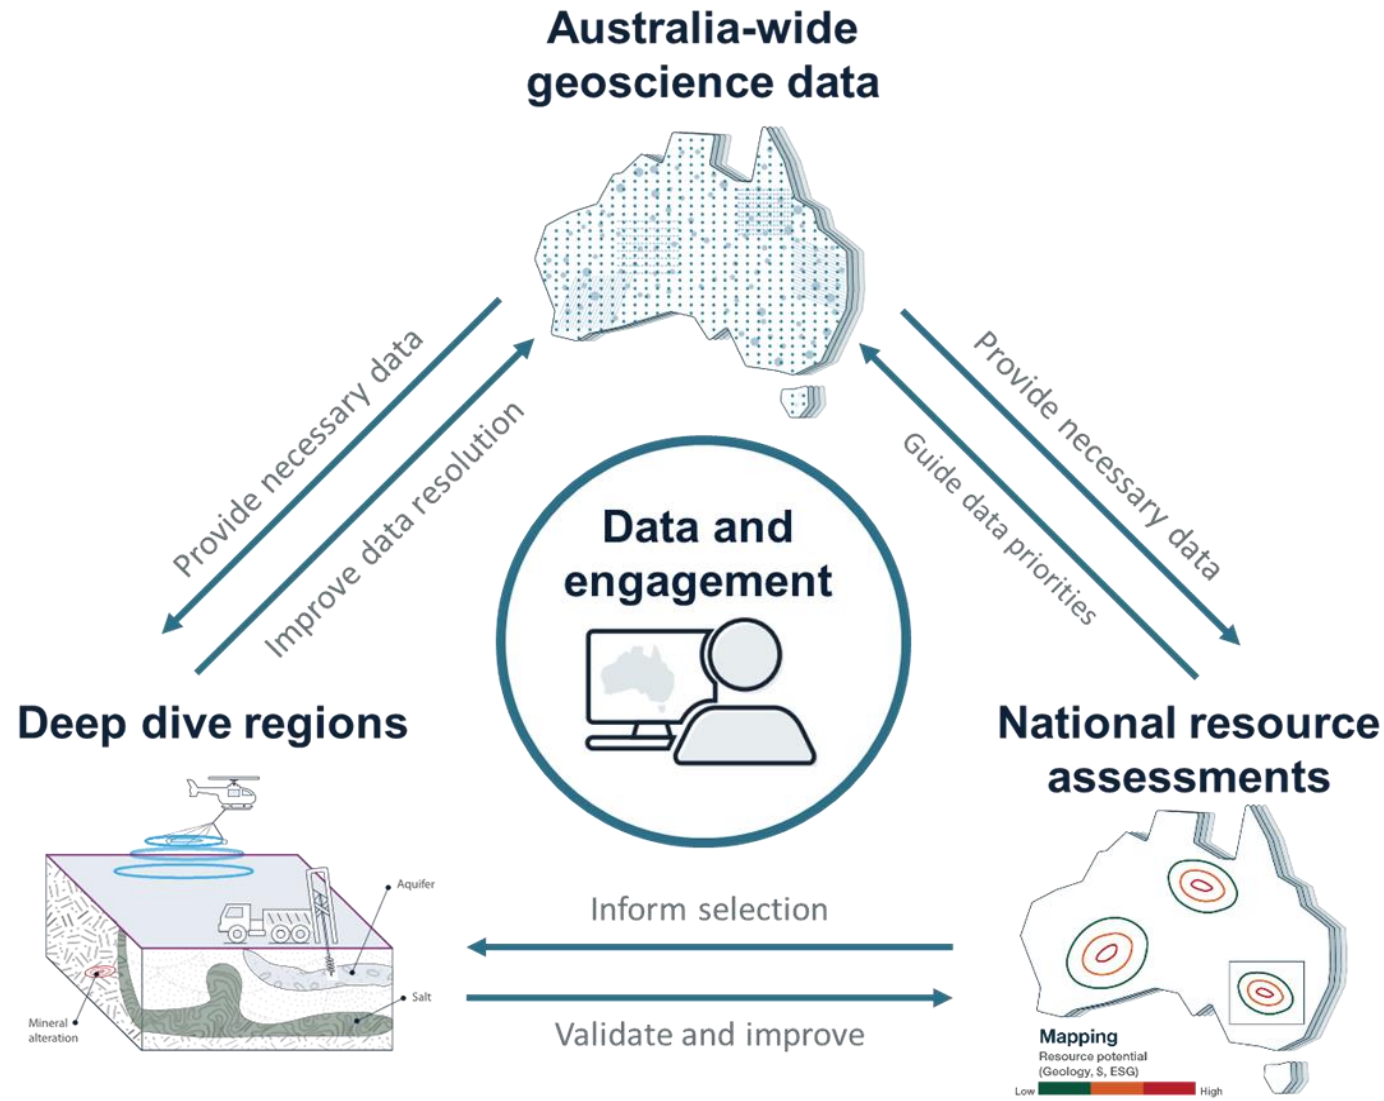 Australia-wide
geoscience data
Provide necessary data
Improve data resolution
Provide necessary data
Guide data priorities
Data and
engagement
Deep dive regions
National resource
assessments
Aquifer
Salt
Mineral
alteration
Inform selection
Validate and improve
Mapping
Resource potential
(Geology, $, ESG)
Low High